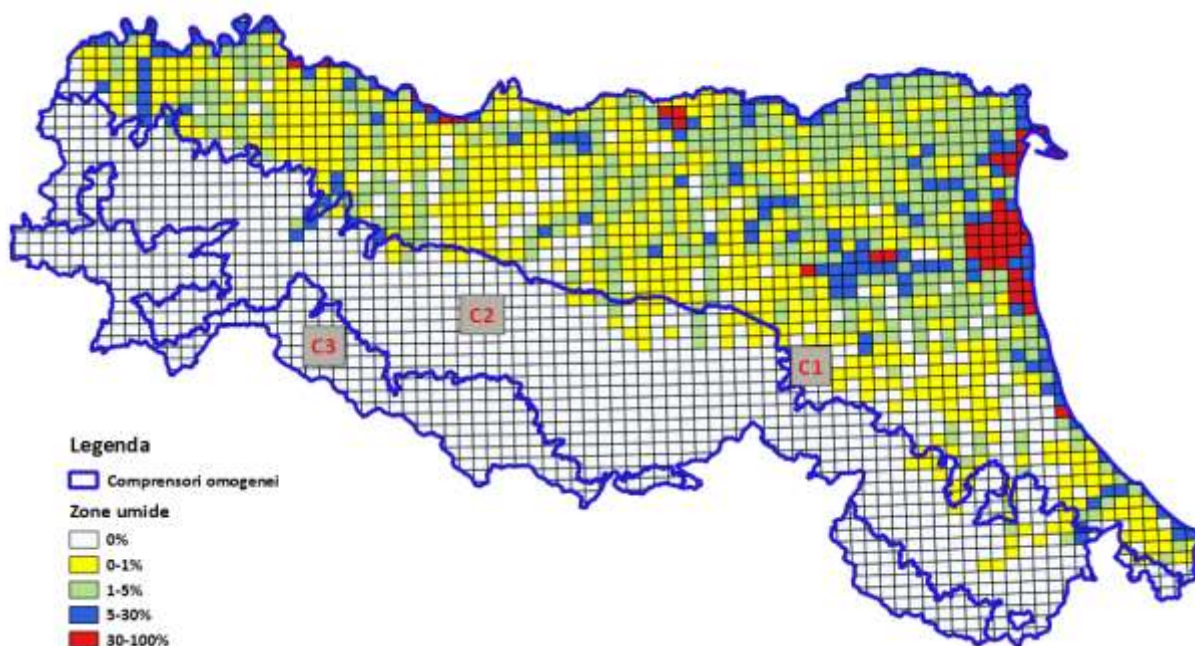 C2
C3
C1
Legenda
Comprensori omogenei
Zone umide
0%
0-1%
1-5%
5-30%
30-100%